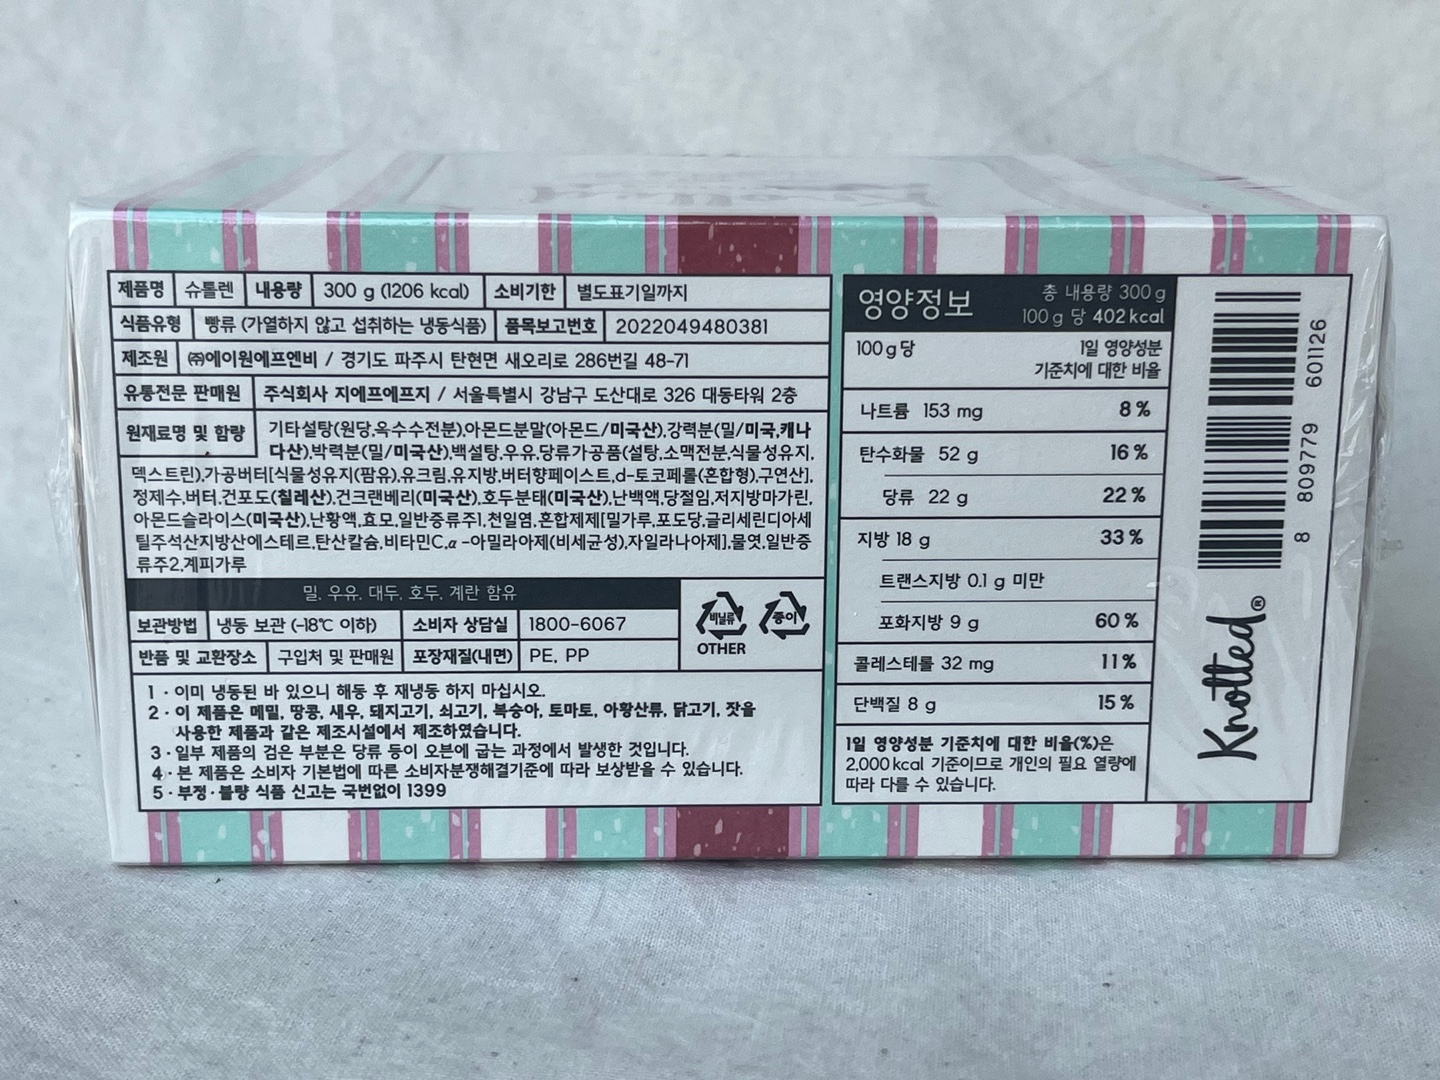 제품명 슈톨렌 내용량 300 g (1206 kcal) 소비기한 별도표기일까지
식품유형 빵류 (가열하지 않고 섭취하는 냉동식품) 품목보고번호 2022049480381
제조원 ㈜에이원에프엔비 / 경기도 파주시 탄현면 새오리로 286번길 48-71
유통전문 판매원 주식회사 지에프에프지 / 서울특별시 강남구 도산대로 326 대동타워 2층
원재료명 및 함량 기타설탕(원당,옥수수전분),아몬드분말(아몬드/미국산),강력분(밀/미국,캐나
다산),박력분(밀/미국산),백설탕,우유,당류가공품(설탕,소맥전분,식물성유지,
덱스트린),가공버터[식물성유지(팜유),유크림,유지방,버터향페이스트,d-토코페롤(혼합형),구연산],
정제수,버터,건포도(칠레산),건크랜베리(미국산),호두분태(미국산),난백액,당절임,저지방마가린,
아몬드슬라이스(미국산),난황액,효모,일반증류주1,천일염,혼합제제[밀가루,포도당,글리세린디아세
틸주석산지방산에스테르,탄산칼슘,비타민C,α-아밀라아제(비세균성),자일라나아제],물엿,일반증
류주2,계피가루
밀, 우유, 대두, 호두, 계란 함유
보관방법 냉동 보관 (-18℃ 이하) 소비자 상담실 1800-6067
반품 및 교환장소 구입처 및 판매원 포장재질(내면) PE, PP
비닐류 종이
OTHER
1 · 이미 냉동된 바 있으니 해동 후 재냉동 하지 마십시오.
2 · 이 제품은 메밀, 땅콩, 새우, 돼지고기, 쇠고기, 복숭아, 토마토, 아황산류, 닭고기, 잣을
사용한 제품과 같은 제조시설에서 제조하였습니다.
3 · 일부 제품의 검은 부분은 당류 등이 오븐에 굽는 과정에서 발생한 것입니다.
4 · 본 제품은 소비자 기본법에 따른 소비자분쟁해결기준에 따라 보상받을 수 있습니다.
5 · 부정·불량 식품 신고는 국번없이 1399
영양정보 총 내용량 300 g
100 g 당 402 kcal
100 g당 1일 영양성분
기준치에 대한 비율
나트륨 153 mg 8 %
탄수화물 52 g 16 %
당류 22 g 22 %
지방 18 g 33 %
트랜스지방 0.1 g 미만
포화지방 9 g 60 %
콜레스테롤 32 mg 11 %
단백질 8 g 15 %
1일 영양성분 기준치에 대한 비율(%)은
2,000 kcal 기준이므로 개인의 필요 열량에
따라 다를 수 있습니다.
8 809779 601126
Knotted®